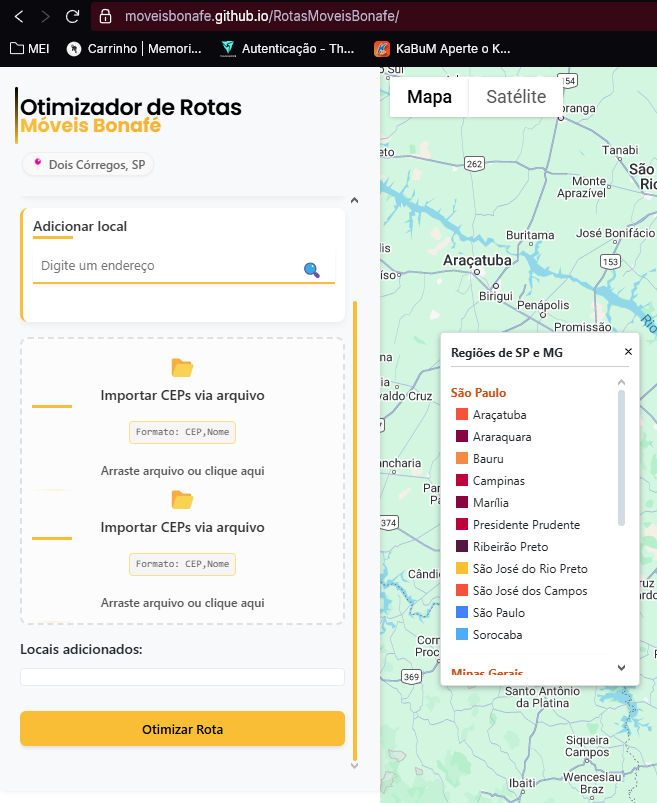 moveisbonafe.github.io/RotasMoveisBonafe/
MEI
Carrinho | Memori...
Autenticação - Th...
KaBuM Aperte o K...
Otimizador de Rotas
Móveis Bonafé
Dois Córregos, SP
Adicionar local
Digite um endereço
Importar CEPs via arquivo
Formato: CEP,Nome
Arraste arquivo ou clique aqui
Importar CEPs via arquivo
Formato: CEP,Nome
Arraste arquivo ou clique aqui
Locais adicionados:
Otimizar Rota
Mapa
Satélite
154
ranga
Tanabi
São
Rio
262
Monte
Aprazível
Buritama
José Bonifácio
153
Araçatuba
Birigui
Penápolis
Promissão
aldo Cruz
ancharia
374
Cândi
369
Regiões de SP e MG
×
São Paulo
Araçatuba
Araraquara
Bauru
Campinas
Marília
Presidente Prudente
Ribeirão Preto
São José do Rio Preto
São José dos Campos
São Paulo
Sorocaba
Minas Gerais
Santo Antônio
da Platina
Siqueira
Campos
Ibaiti
Wenceslau
Braz